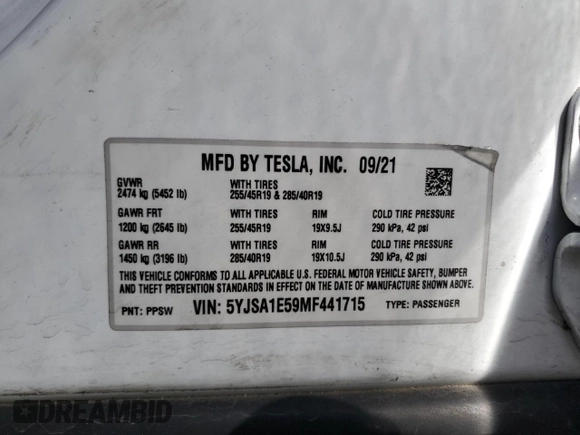 MFD BY TESLA, INC. 09/21
GVWR WITH TIRES
2474 kg (5452 lb) 255/45R19 & 285/40R19
GAWR FRT WITH TIRES RIM COLD TIRE PRESSURE
1200 kg (2645 lb) 255/45R19 19X9.5J 290 kPa, 42 psi
GAWR RR WITH TIRES RIM COLD TIRE PRESSURE
1450 kg (3196 lb) 285/40R19 19X10.5J 290 kPa, 42 psi
THIS VEHICLE CONFORMS TO ALL APPLICABLE U.S. FEDERAL MOTOR VEHICLE SAFETY, BUMPER
AND THEFT PREVENTION STANDARDS IN EFFECT ON THE DATE OF MANUFACTURE SHOWN ABOVE.
PNT: PPSW VIN: 5YJSA1E59MF441715 TYPE: PASSENGER
DREAMBID